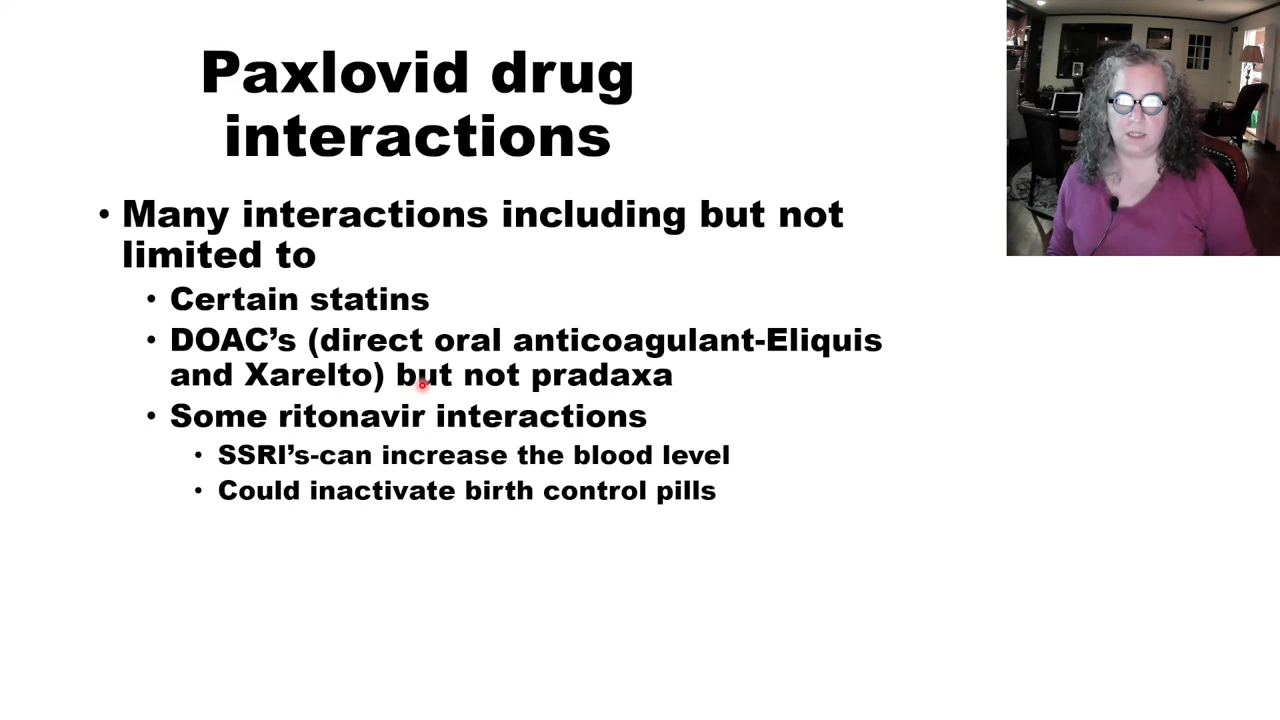 Paxlovid drug
interactions
• Many interactions including but not
limited to
• Certain statins
• DOAC’s (direct oral anticoagulant-Eliquis
and Xarelto) but not pradaxa
• Some ritonavir interactions
• SSRI’s-can increase the blood level
• Could inactivate birth control pills